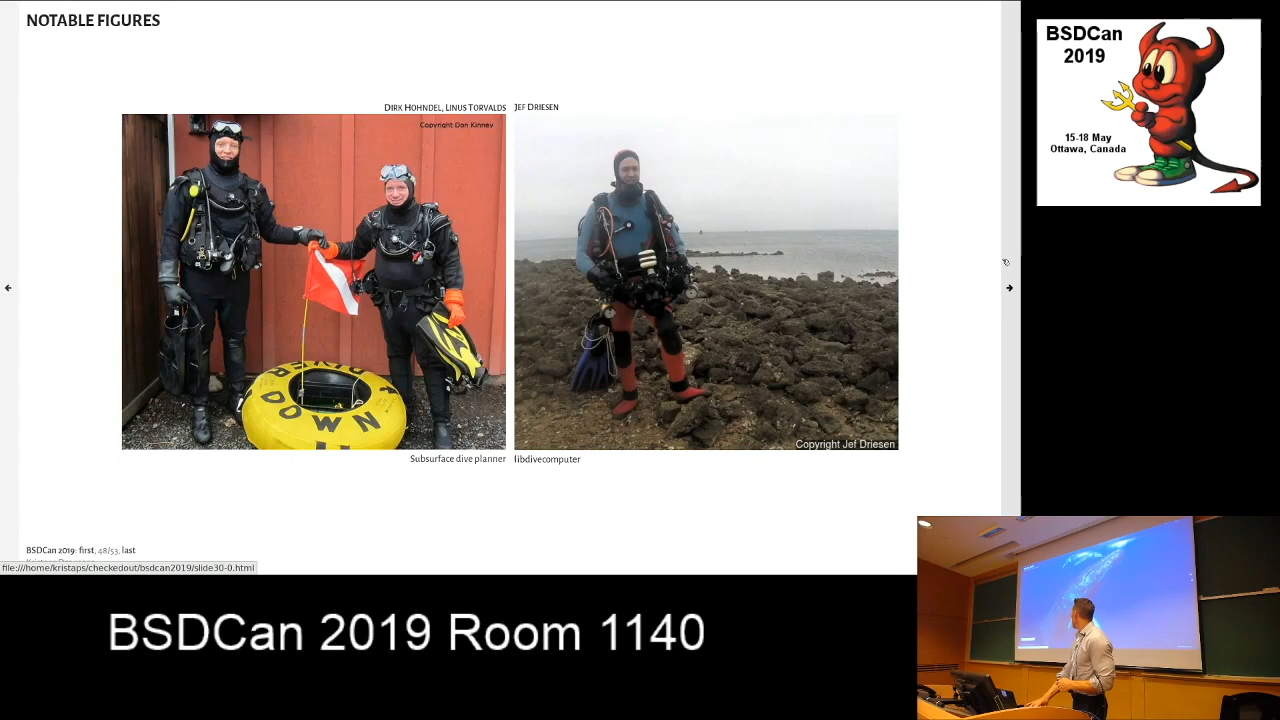 NOTABLE FIGURES
DIRK HOHNDEL, LINUS TORVALDS
JEF DRIESEN
Copyright Don Kinney
DIVER
DOWN
Copyright Jef Driesen
Subsurface dive planner
libdivecomputer
BSDCan 2019: first, 48/53, last
file:///home/kristaps/checkedout/bsdcan2019/slide30-0.html
BSDCan
2019
15-18 May
Ottawa, Canada
BSDCan 2019 Room 1140